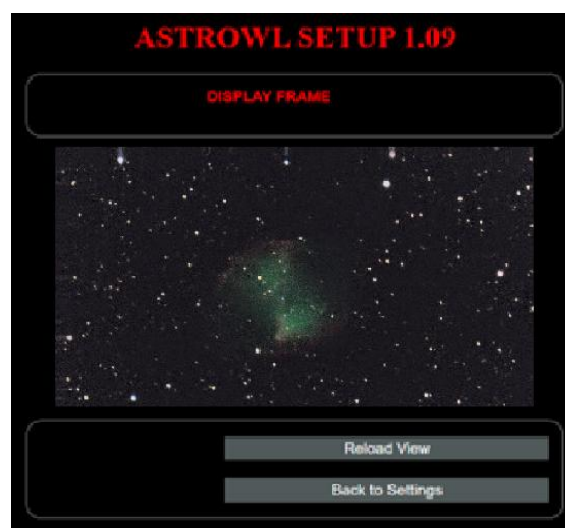 ASTROWL SETUP 1.09
DISPLAY FRAME
Reload View
Back to Settings